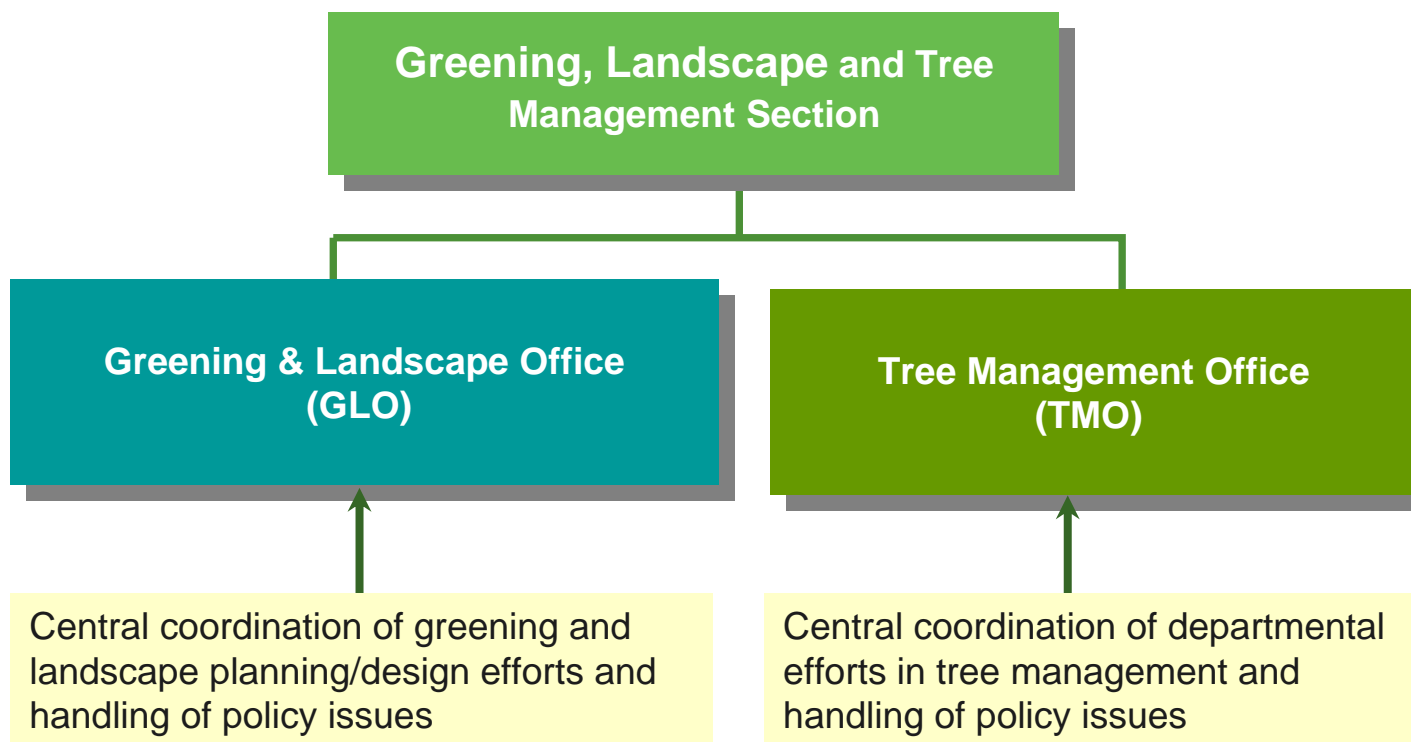 Greening, Landscape and Tree
Management Section
Greening & Landscape Office
(GLO)
Tree Management Office
(TMO)
Central coordination of greening and
landscape planning/design efforts and
handling of policy issues
Central coordination of departmental
efforts in tree management and
handling of policy issues